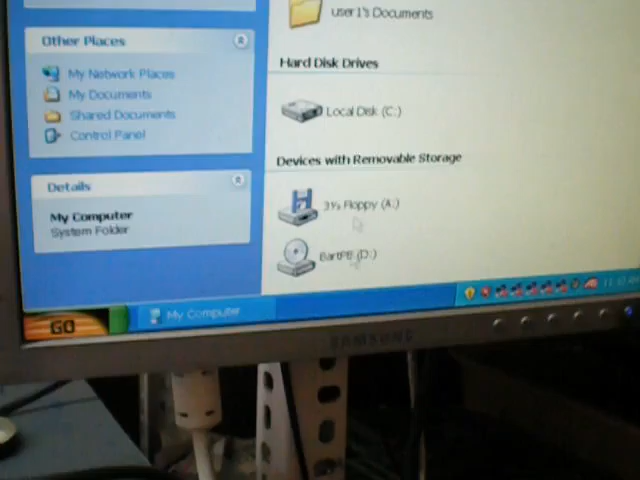 user1's Documents
Other Places
My Network Places
My Documents
Shared Documents
Control Panel
Hard Disk Drives
Local Disk (C:)
Devices with Removable Storage
3½ Floppy (A:)
BartPE (D:)
Details
My Computer
System Folder
GO
My Computer
SAMSUNG